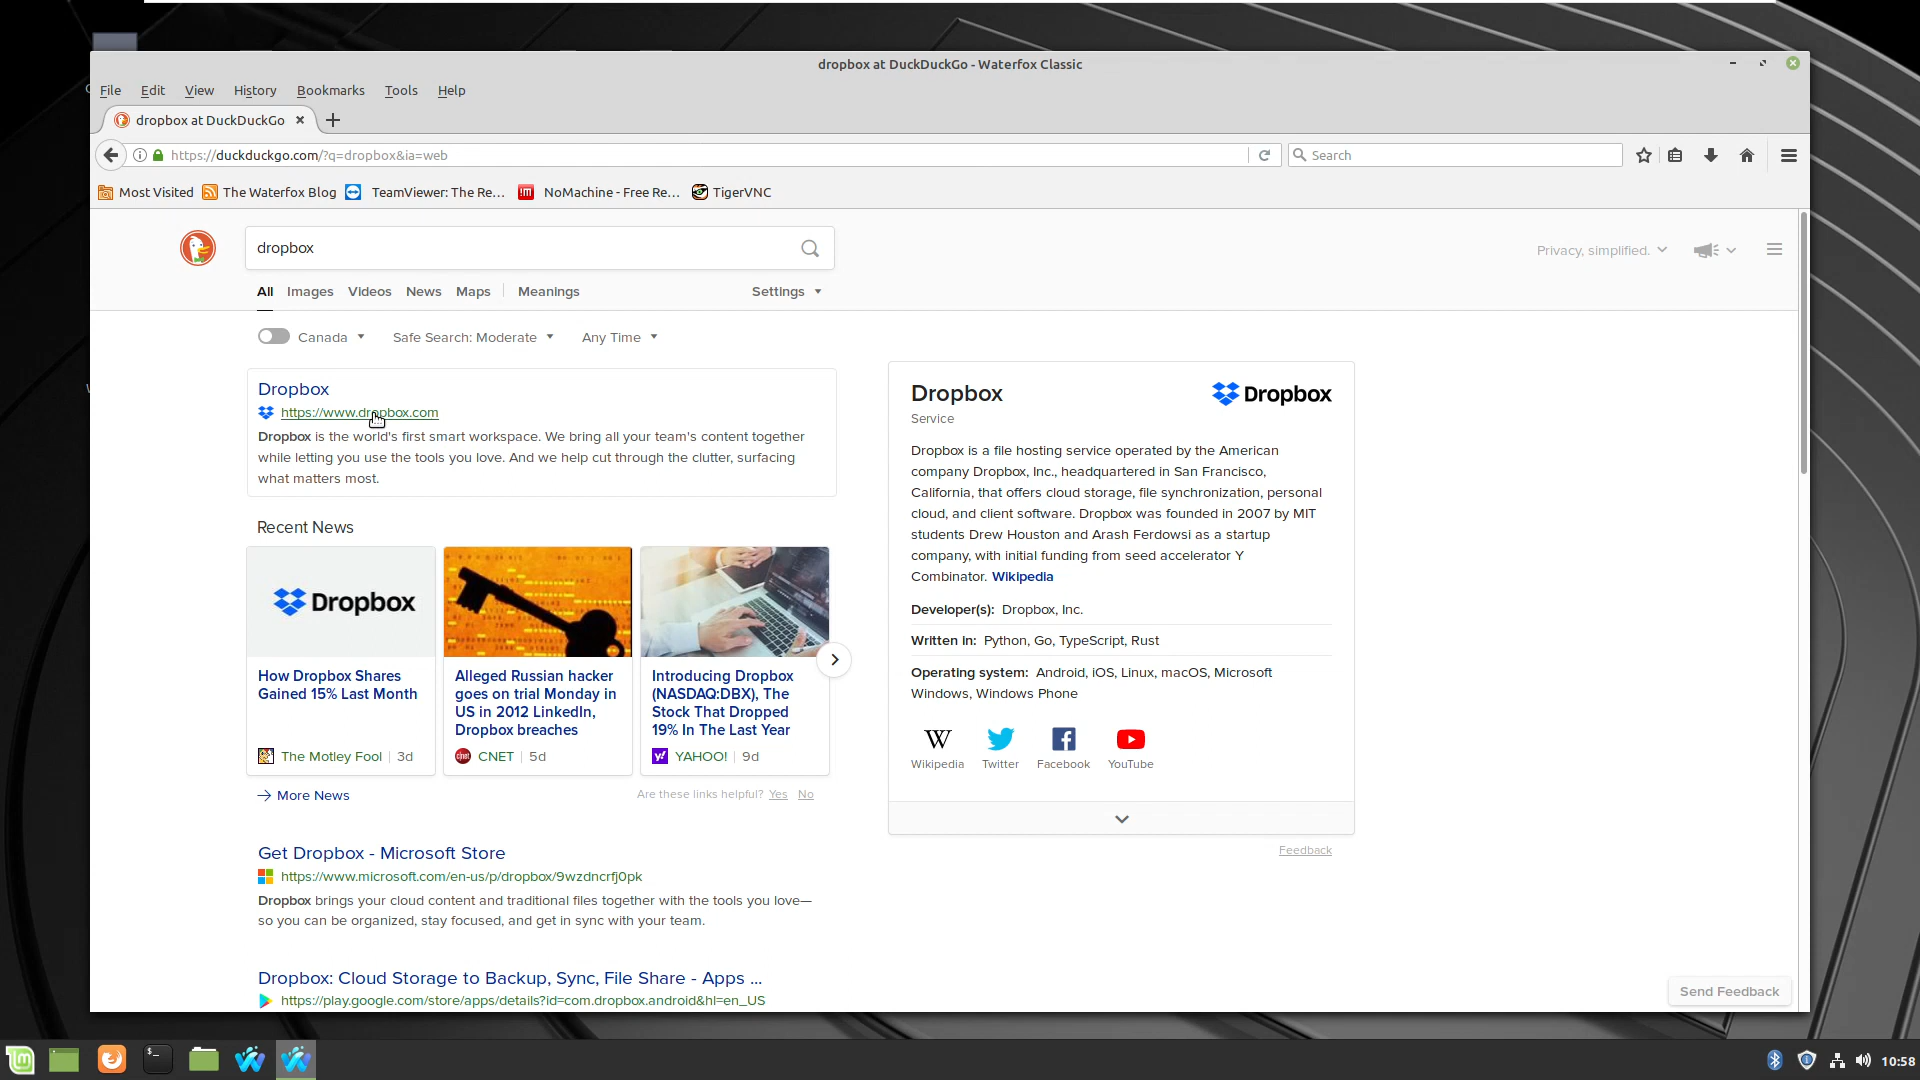 dropbox at DuckDuckGo - Waterfox Classic
File Edit View History Bookmarks Tools Help
dropbox at DuckDuckGo
https://duckduckgo.com/?q=dropbox&ia=web
Search
Most Visited The Waterfox Blog TeamViewer: The Re... NoMachine - Free Re... TigerVNC
dropbox
Privacy, simplified.
All Images Videos News Maps Meanings Settings
Canada Safe Search: Moderate Any Time
Dropbox
https://www.dropbox.com
Dropbox is the world's first smart workspace. We bring all your team's content together
while letting you use the tools you love. And we help cut through the clutter, surfacing
what matters most.
Recent News
Dropbox
How Dropbox Shares
Gained 15% Last Month
The Motley Fool 3d
Alleged Russian hacker
goes on trial Monday in
US in 2012 LinkedIn,
Dropbox breaches
cnet CNET 5d
Introducing Dropbox
(NASDAQ:DBX), The
Stock That Dropped
19% In The Last Year
y! YAHOO! 9d
More News
Are these links helpful? Yes No
Get Dropbox - Microsoft Store
https://www.microsoft.com/en-us/p/dropbox/9wzdncrfj0pk
Dropbox brings your cloud content and traditional files together with the tools you love—
so you can be organized, stay focused, and get in sync with your team.
Dropbox: Cloud Storage to Backup, Sync, File Share - Apps ...
https://play.google.com/store/apps/details?id=com.dropbox.android&hl=en_US
Dropbox
Dropbox
Service
Dropbox is a file hosting service operated by the American
company Dropbox, Inc., headquartered in San Francisco,
California, that offers cloud storage, file synchronization, personal
cloud, and client software. Dropbox was founded in 2007 by MIT
students Drew Houston and Arash Ferdowsi as a startup
company, with initial funding from seed accelerator Y
Combinator. Wikipedia
Developer(s): Dropbox, Inc.
Written in: Python, Go, TypeScript, Rust
Operating system: Android, iOS, Linux, macOS, Microsoft
Windows, Windows Phone
W
Wikipedia Twitter Facebook YouTube
Feedback
Send Feedback
10:58